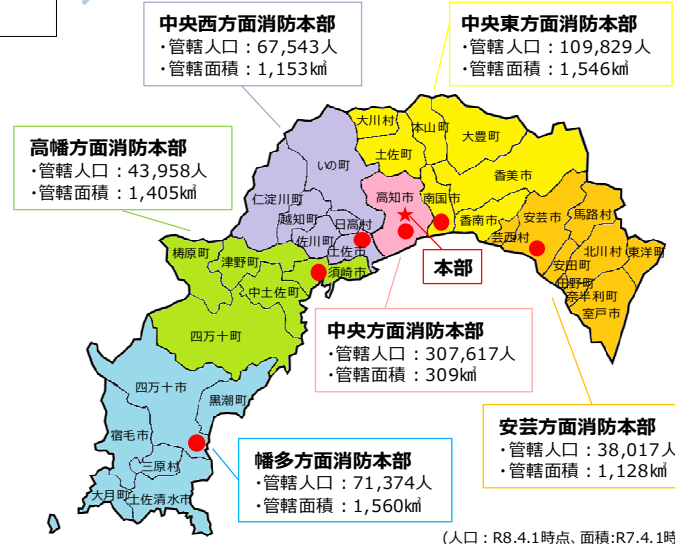 中央西方面消防本部
・管轄人口：67,543人
・管轄面積：1,153㎢
中央東方面消防本部
・管轄人口：109,829人
・管轄面積：1,546㎢
高幡方面消防本部
・管轄人口：43,958人
・管轄面積：1,405㎢
大川村
本山町
大豊町
土佐町
いの町
香美市
仁淀川町
高知市
南国市
安芸市
馬路村
越知町
日高村
香南市
芸西村
佐川町
土佐市
北川村
東洋町
梼原町
津野町
須崎市
本部
安田町
田野町
中土佐町
奈半利町
室戸市
四万十町
中央方面消防本部
・管轄人口：307,617人
・管轄面積：309㎢
四万十市
黒潮町
宿毛市
三原村
大月町
土佐清水市
安芸方面消防本部
・管轄人口：38,017人
・管轄面積：1,128㎢
幡多方面消防本部
・管轄人口：71,374人
・管轄面積：1,560㎢
(人口：R8.4.1時点、面積:R7.4.1時